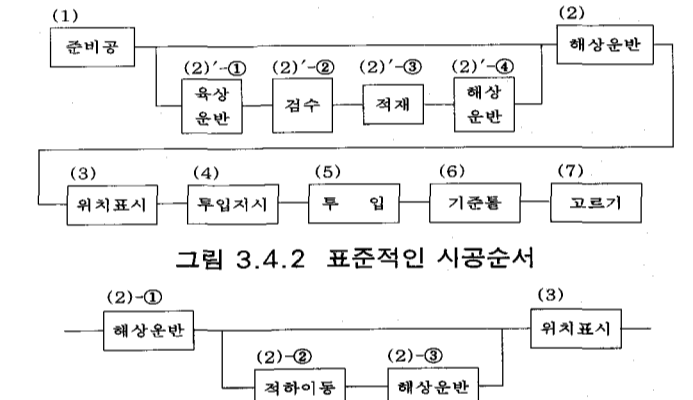 (1)
(2)
준비공
해상운반
(2)′-① (2)′-② (2)′-③ (2)′-④
육상
운반
검수
적재
해상
운반
(3) (4) (5) (6) (7)
위치표시 투입지시 투 입 기준틀 고르기
그림 3.4.2 표준적인 시공순서
(2)-①
(3)
해상운반
위치표시
(2)-② (2)-③
적하이동 해상운반